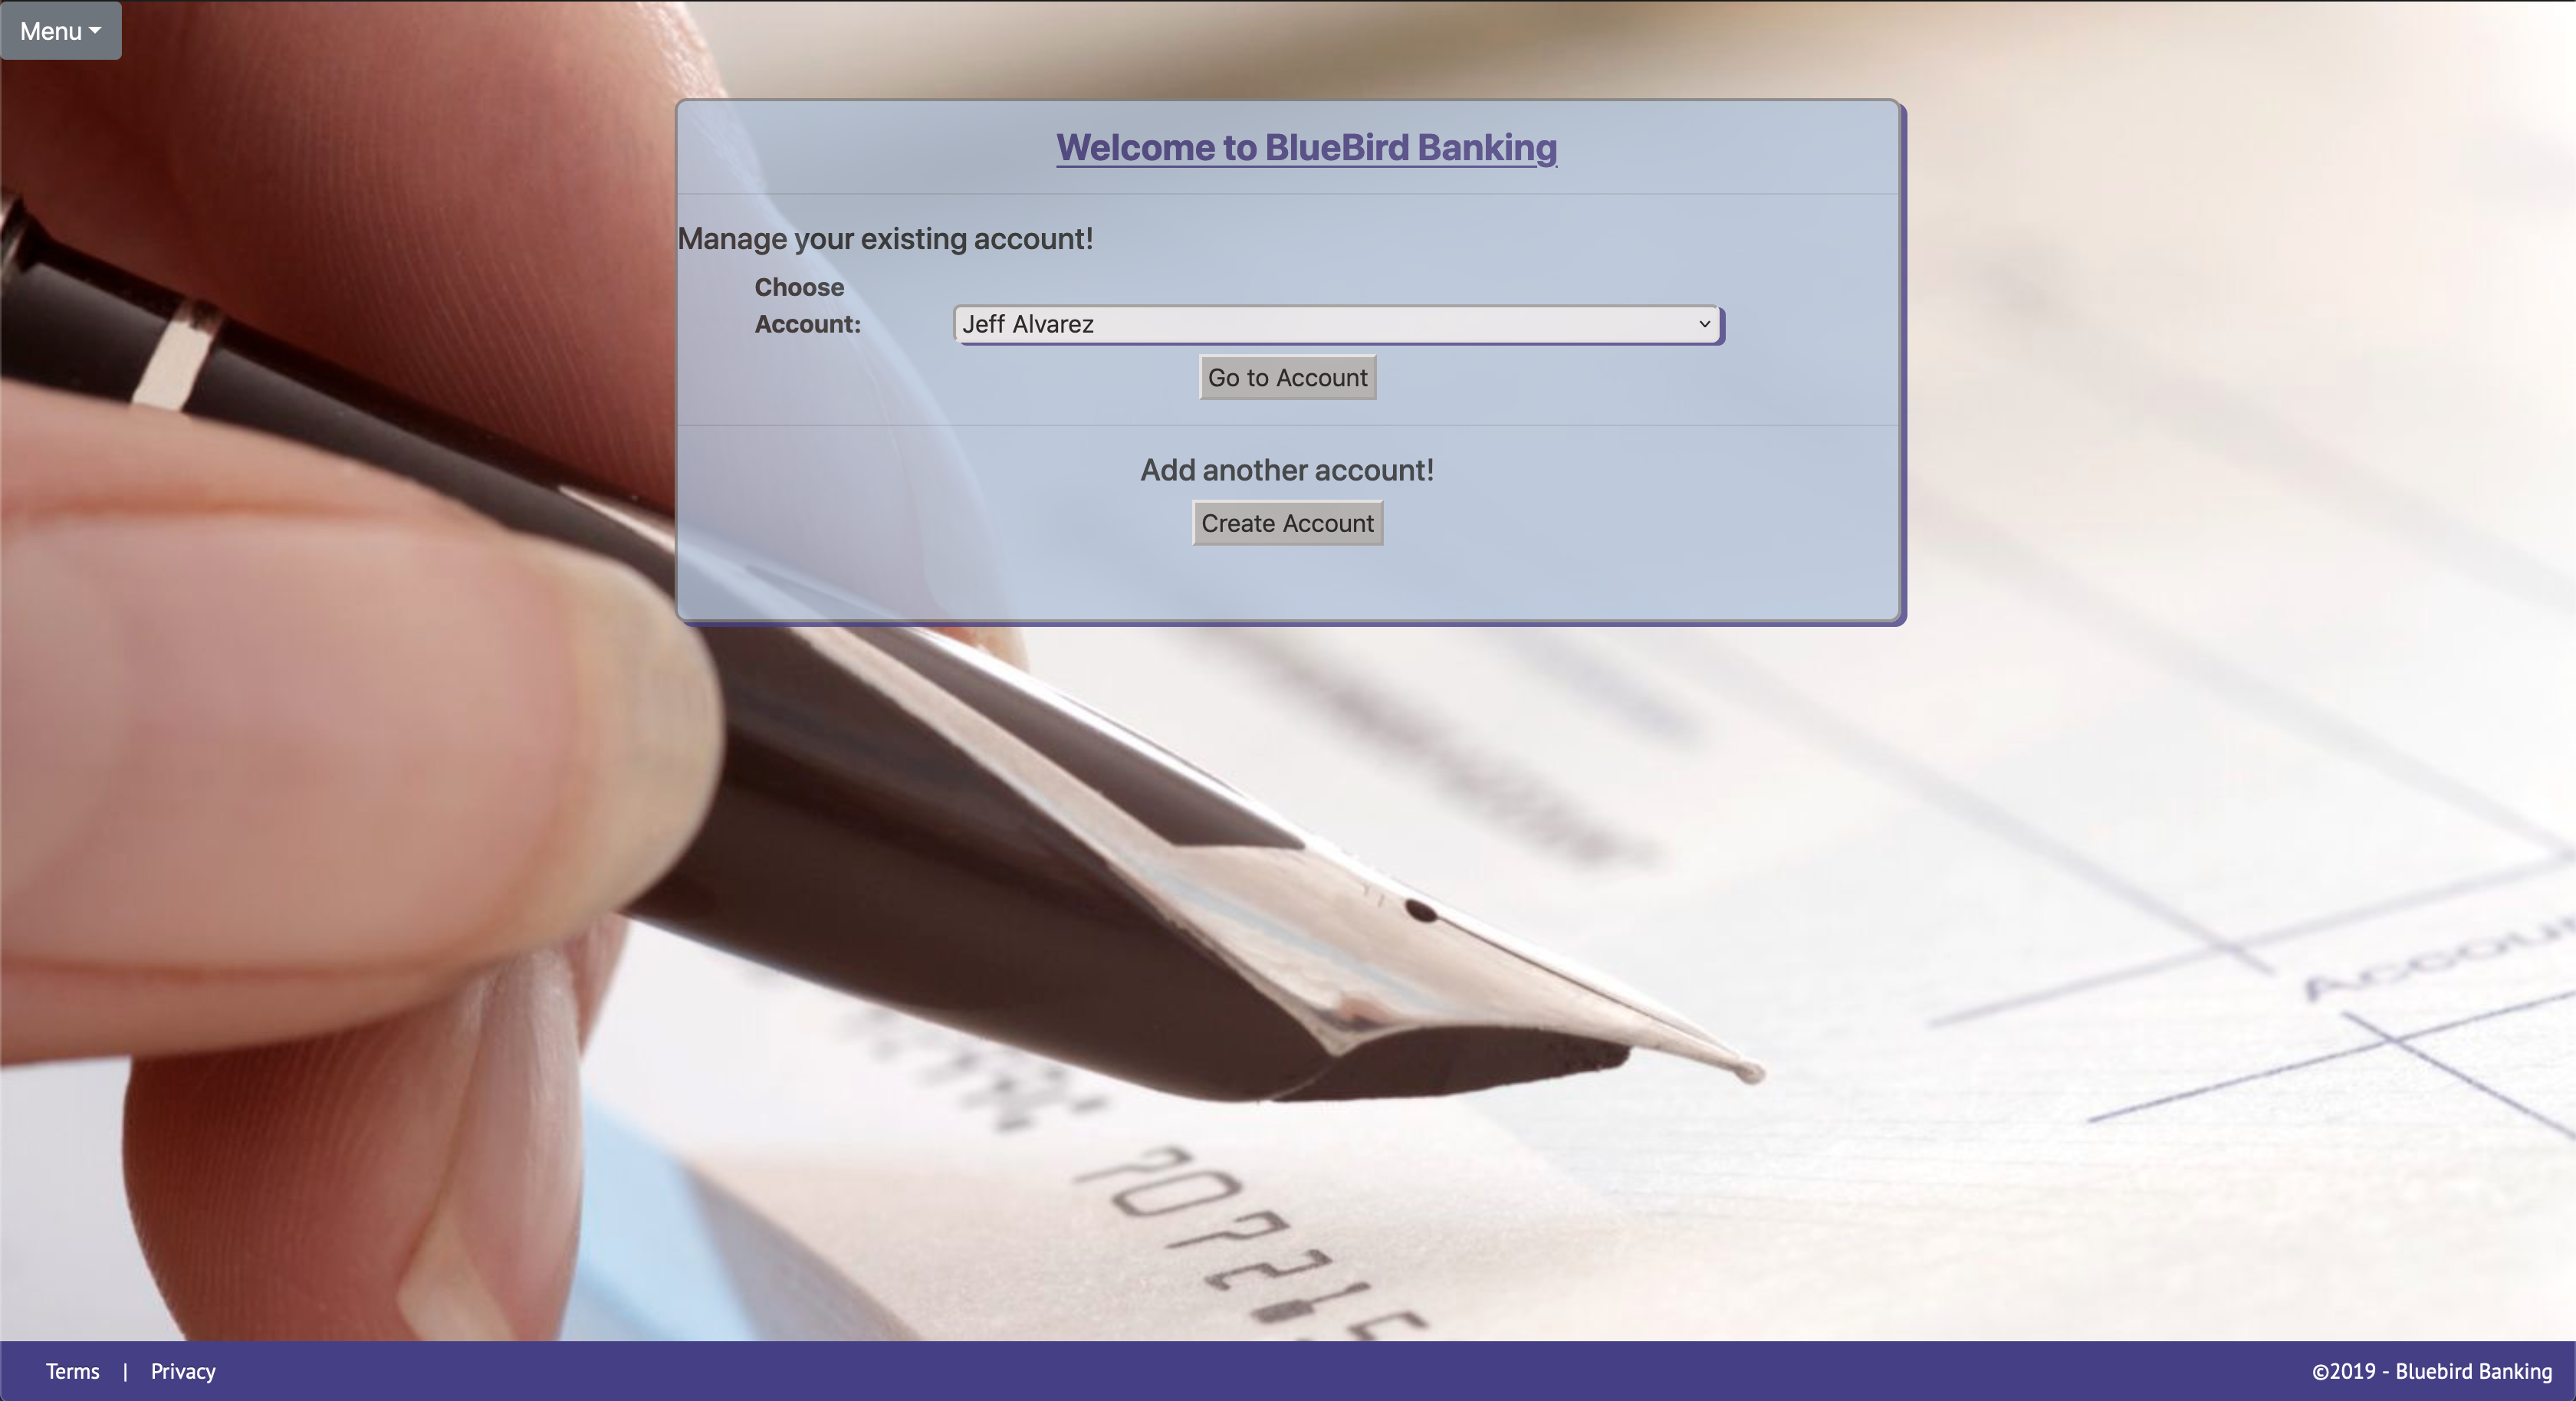 Menu
Welcome to BlueBird Banking
Manage your existing account!
Choose
Account:
Jeff Alvarez
Go to Account
Add another account!
Create Account
Terms | Privacy
©2019 - Bluebird Banking